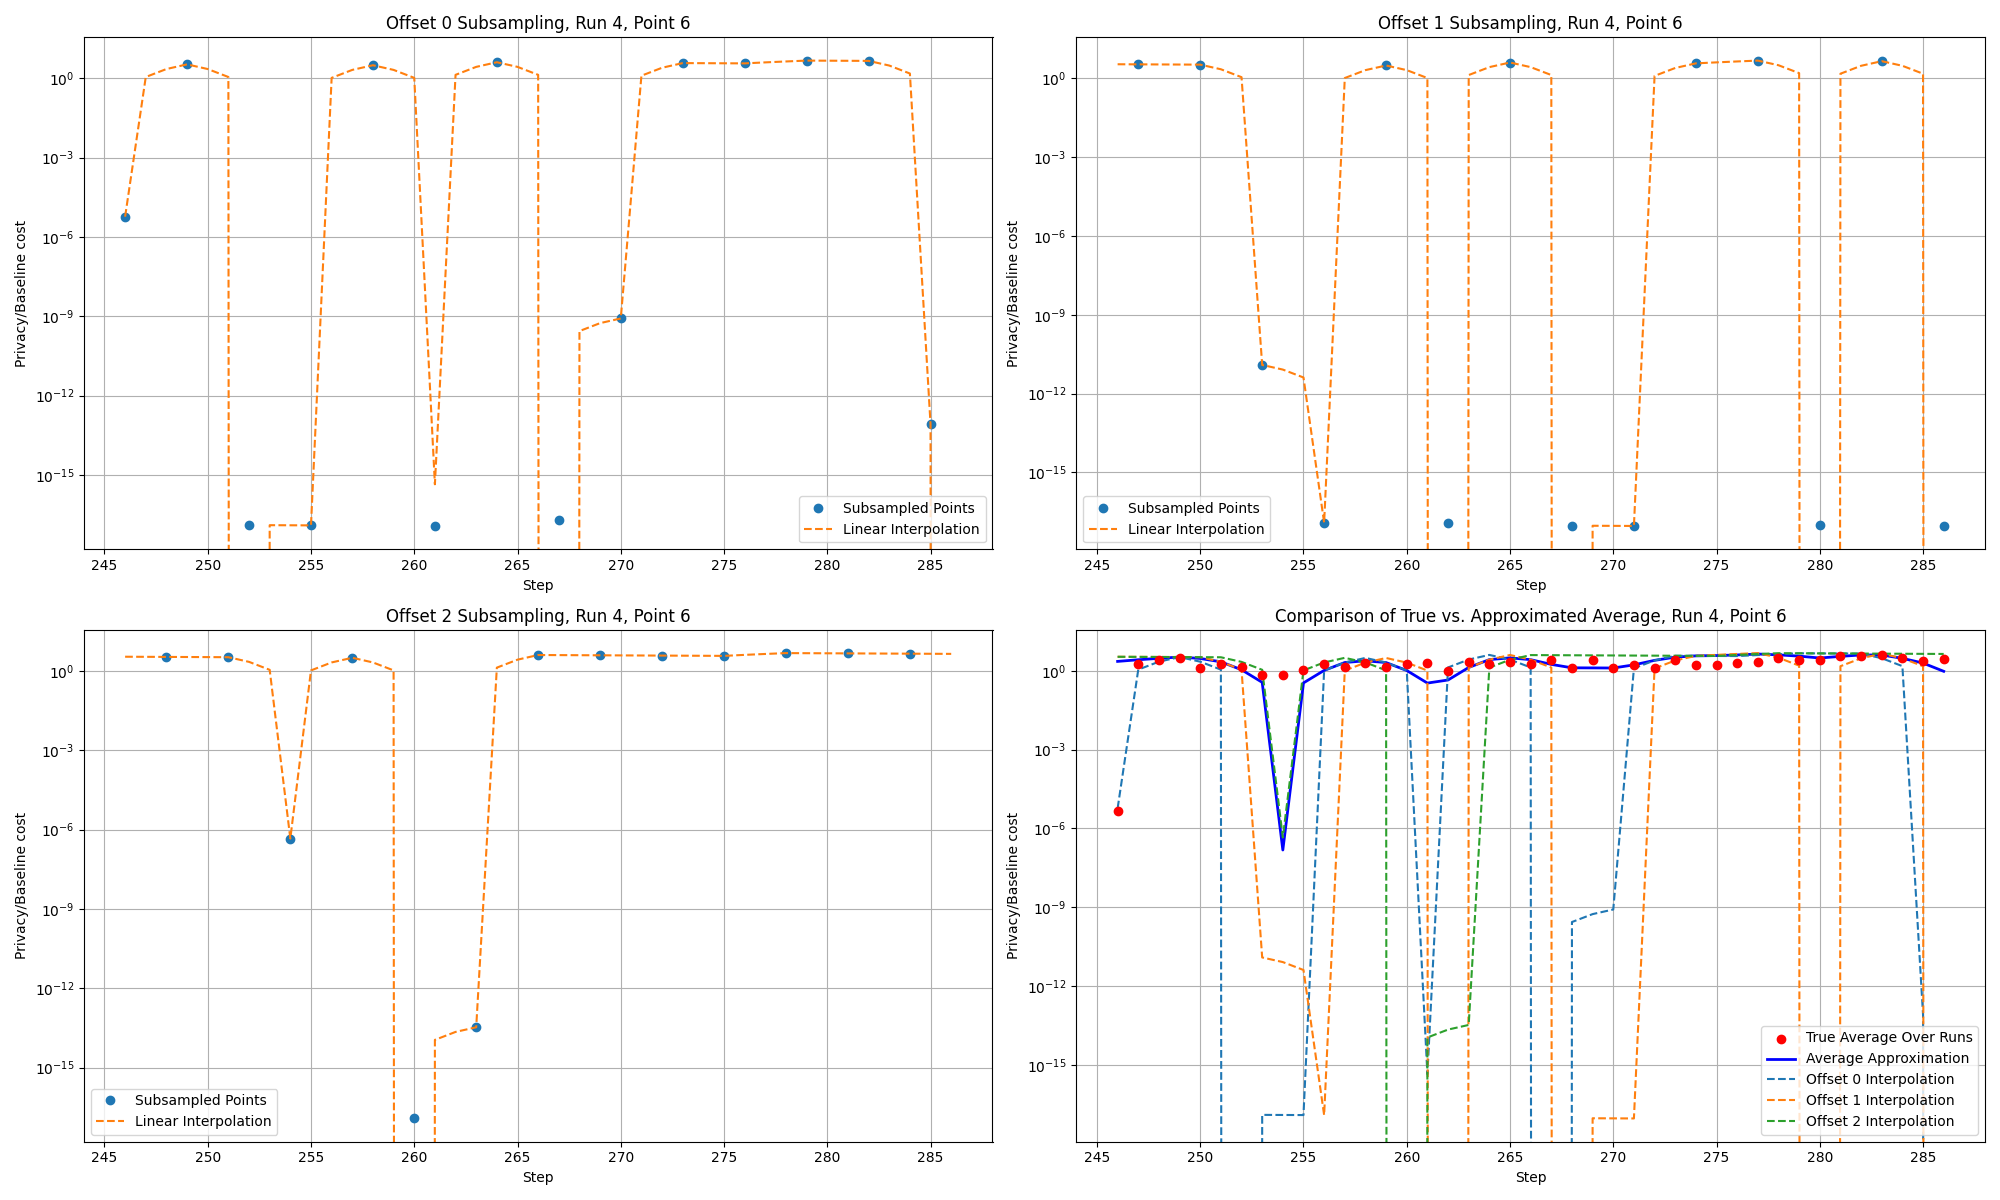 Offset 0 Subsampling, Run 4, Point 6
Privacy/Baseline cost
10^0
10^-3
10^-6
10^-9
10^-12
10^-15
Subsampled Points
Linear Interpolation
245 250 255 260 265 270 275 280 285
Step
Offset 1 Subsampling, Run 4, Point 6
Privacy/Baseline cost
10^0
10^-3
10^-6
10^-9
10^-12
10^-15
Subsampled Points
Linear Interpolation
245 250 255 260 265 270 275 280 285
Step
Offset 2 Subsampling, Run 4, Point 6
Privacy/Baseline cost
10^0
10^-3
10^-6
10^-9
10^-12
10^-15
Subsampled Points
Linear Interpolation
245 250 255 260 265 270 275 280 285
Step
Comparison of True vs. Approximated Average, Run 4, Point 6
Privacy/Baseline cost
10^0
10^-3
10^-6
10^-9
10^-12
10^-15
True Average Over Runs
Average Approximation
Offset 0 Interpolation
Offset 1 Interpolation
Offset 2 Interpolation
245 250 255 260 265 270 275 280 285
Step